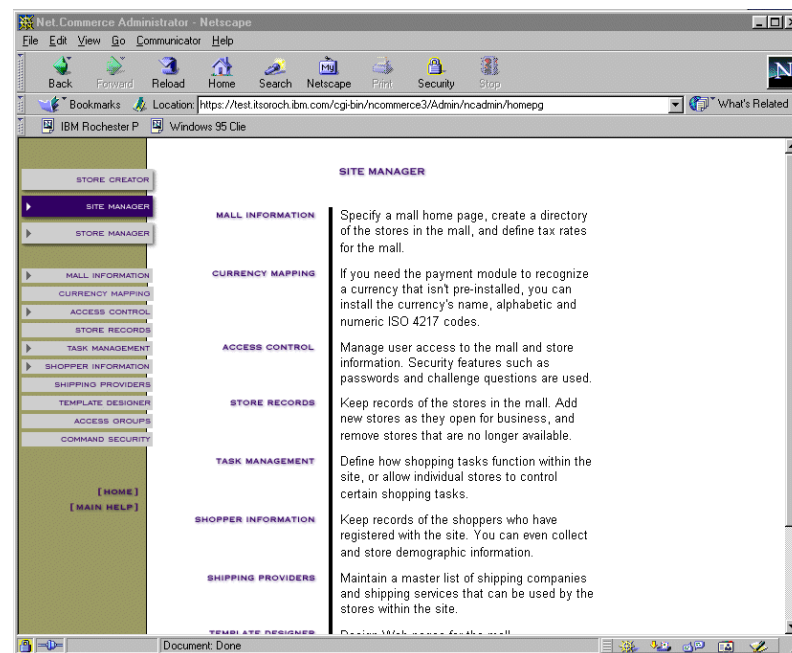 Net.Commerce Administrator - Netscape
File Edit View Go Communicator Help
Back Forward Reload Home Search Netscape Print Security Stop
Bookmarks Location: https://test.itsoroch.ibm.com/cgi-bin/ncommerce3/Admin/ncadmin/homepg What's Related
IBM Rochester P Windows 95 Clie
STORE CREATOR
SITE MANAGER
STORE MANAGER
MALL INFORMATION
CURRENCY MAPPING
ACCESS CONTROL
STORE RECORDS
TASK MANAGEMENT
SHOPPER INFORMATION
SHIPPING PROVIDERS
TEMPLATE DESIGNER
ACCESS GROUPS
COMMAND SECURITY
[HOME]
[MAIN HELP]
SITE MANAGER
MALL INFORMATION
Specify a mall home page, create a directory
of the stores in the mall, and define tax rates
for the mall.
CURRENCY MAPPING
If you need the payment module to recognize
a currency that isn't pre-installed, you can
install the currency's name, alphabetic and
numeric ISO 4217 codes.
ACCESS CONTROL
Manage user access to the mall and store
information. Security features such as
passwords and challenge questions are used.
STORE RECORDS
Keep records of the stores in the mall. Add
new stores as they open for business, and
remove stores that are no longer available.
TASK MANAGEMENT
Define how shopping tasks function within the
site, or allow individual stores to control
certain shopping tasks.
SHOPPER INFORMATION
Keep records of the shoppers who have
registered with the site. You can even collect
and store demographic information.
SHIPPING PROVIDERS
Maintain a master list of shipping companies
and shipping services that can be used by the
stores within the site.
TEMPLATE DESIGNER
Design Web pages for the mall
Document: Done